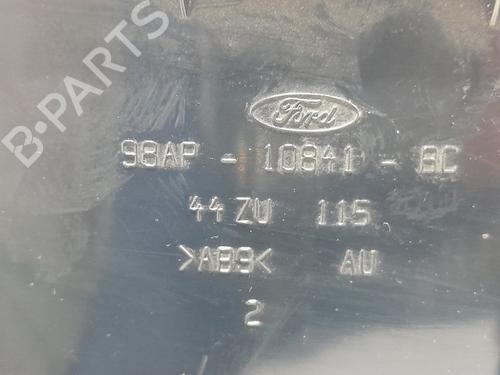 B-PARTS
Ford
98AP - 10841 - BC
44 ZU 115
>AB9< AU
2